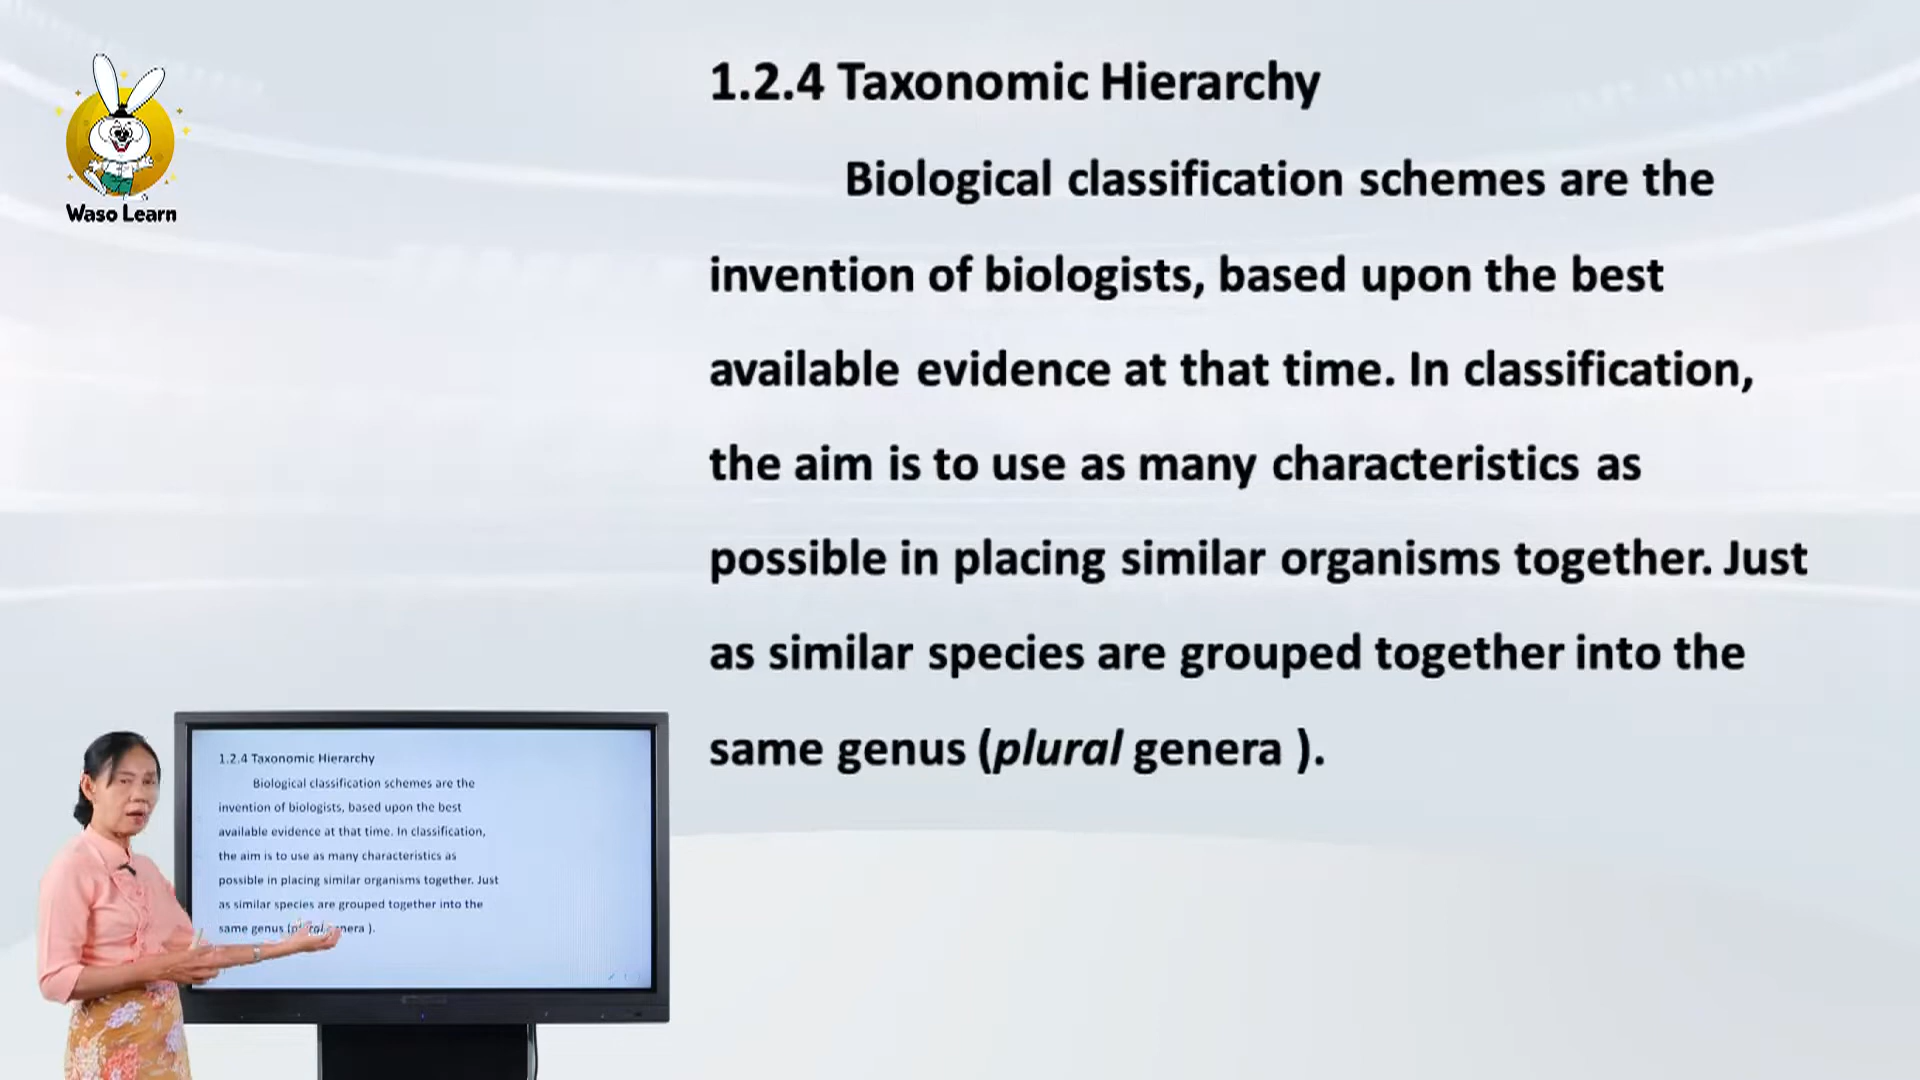 Waso Learn
1.2.4 Taxonomic Hierarchy
Biological classification schemes are the
invention of biologists, based upon the best
available evidence at that time. In classification,
the aim is to use as many characteristics as
possible in placing similar organisms together. Just
as similar species are grouped together into the
same genus (plural genera ).
1.2.4 Taxonomic Hierarchy
Biological classification schemes are the
invention of biologists, based upon the best
available evidence at that time. In classification,
the aim is to use as many characteristics as
possible in placing similar organisms together. Just
as similar species are grouped together into the
same genus ( ).